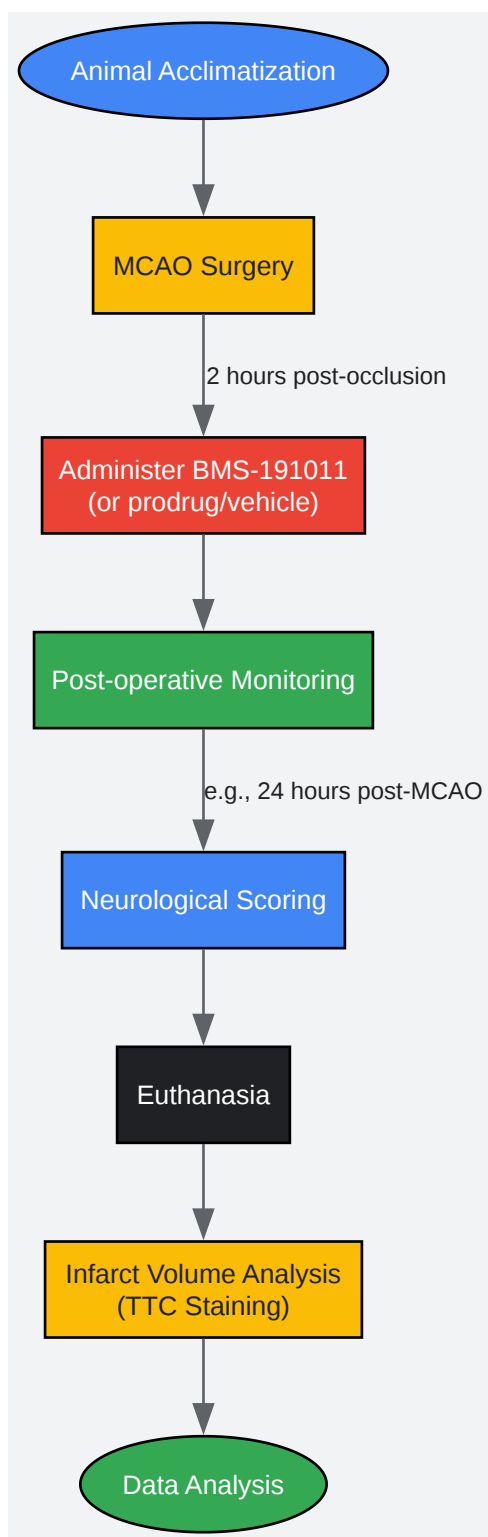 Animal Acclimatization
MCAO Surgery
2 hours post-occlusion
Administer BMS-191011
(or prodrug/vehicle)
Post-operative Monitoring
e.g., 24 hours post-MCAO
Neurological Scoring
Euthanasia
Infarct Volume Analysis
(TTC Staining)
Data Analysis